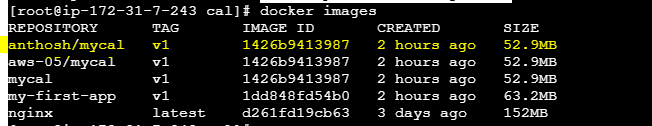 [root@ip-172-31-7-243 cal]# docker images
REPOSITORY TAG IMAGE ID CREATED SIZE
anthosh/mycal v1 1426b9413987 2 hours ago 52.9MB
aws-05/mycal v1 1426b9413987 2 hours ago 52.9MB
mycal v1 1426b9413987 2 hours ago 52.9MB
my-first-app v1 1dd848fd54b0 2 hours ago 63.2MB
nginx latest d261fd19cb63 3 days ago 152MB